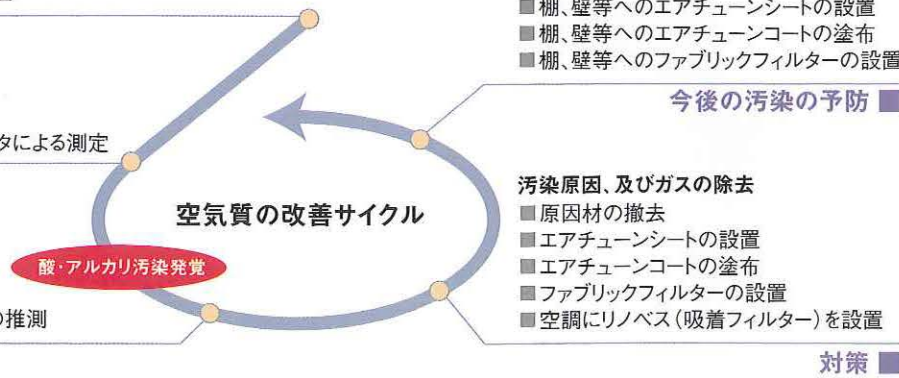 ■棚、壁等へのエアチューンシートの設置
■棚、壁等へのエアチューンコートの塗布
■棚、壁等へのファブリックフィルターの設置
今後の汚染の予防■
タによる測定
空気質の改善サイクル
酸・アルカリ汚染発覚
の推測
汚染原因、及びガスの除去
■原因材の撤去
■エアチューンシートの設置
■エアチューンコートの塗布
■ファブリックフィルターの設置
■空調にリノベス（吸着フィルター）を設置
対策■